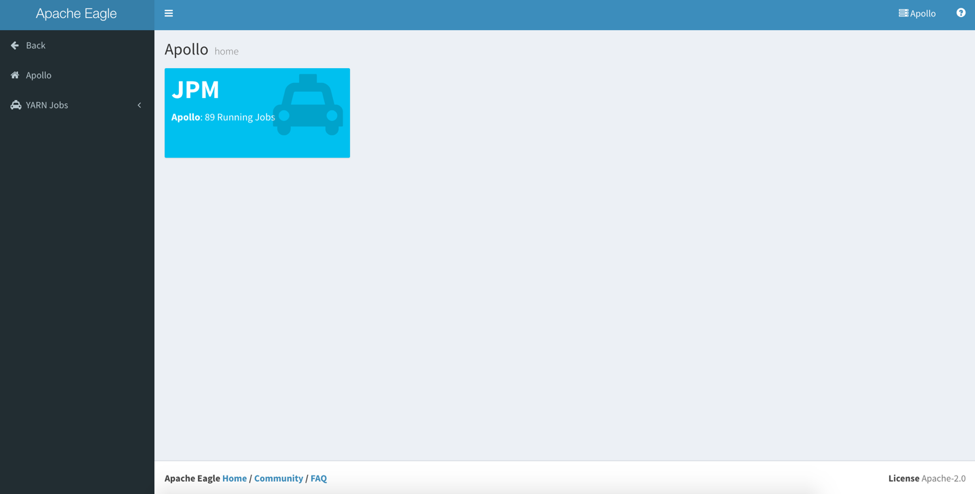 Apache Eagle
Apollo
Back
Apollo
YARN Jobs
Apollo home
JPM
Apollo: 89 Running Jobs
Apache Eagle Home / Community / FAQ
License Apache-2.0